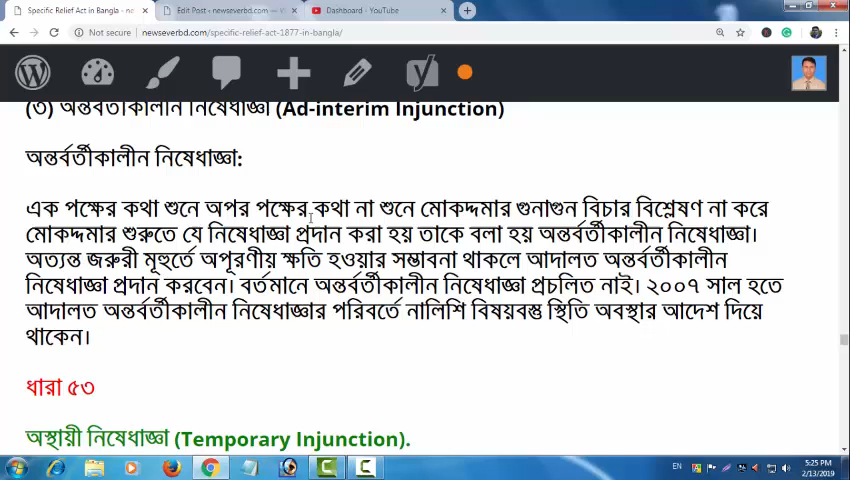 Specific Relief Act in Bangla - ne
Edit Post ‹ newseverbd.com — V
Dashboard - YouTube
Not secure
newseverbd.com/specific-relief-act-1877-in-bangla/
(৩) অন্তর্বর্তীকালীন নিষেধাজ্ঞা (Ad-interim Injunction)
অন্তর্বর্তীকালীন নিষেধাজ্ঞা:
এক পক্ষের কথা শুনে অপর পক্ষের কথা না শুনে মোকদ্দমার গুনাগুন বিচার বিশ্লেষণ না করে
মোকদ্দমার শুরুতে যে নিষেধাজ্ঞা প্রদান করা হয় তাকে বলা হয় অন্তর্বর্তীকালীন নিষেধাজ্ঞা।
অত্যন্ত জরুরী মূহুর্তে অপূরণীয় ক্ষতি হওয়ার সম্ভাবনা থাকলে আদালত অন্তর্বর্তীকালীন
নিষেধাজ্ঞা প্রদান করবেন। বর্তমানে অন্তর্বর্তীকালীন নিষেধাজ্ঞা প্রচলিত নাই। ২০০৭ সাল হতে
আদালত অন্তর্বর্তীকালীন নিষেধাজ্ঞার পরিবর্তে নালিশি বিষয়বস্তু স্থিতি অবস্থার আদেশ দিয়ে
থাকেন।
ধারা ৫৩
অস্থায়ী নিষেধাজ্ঞা (Temporary Injunction).
EN
5:25 PM
2/13/2019